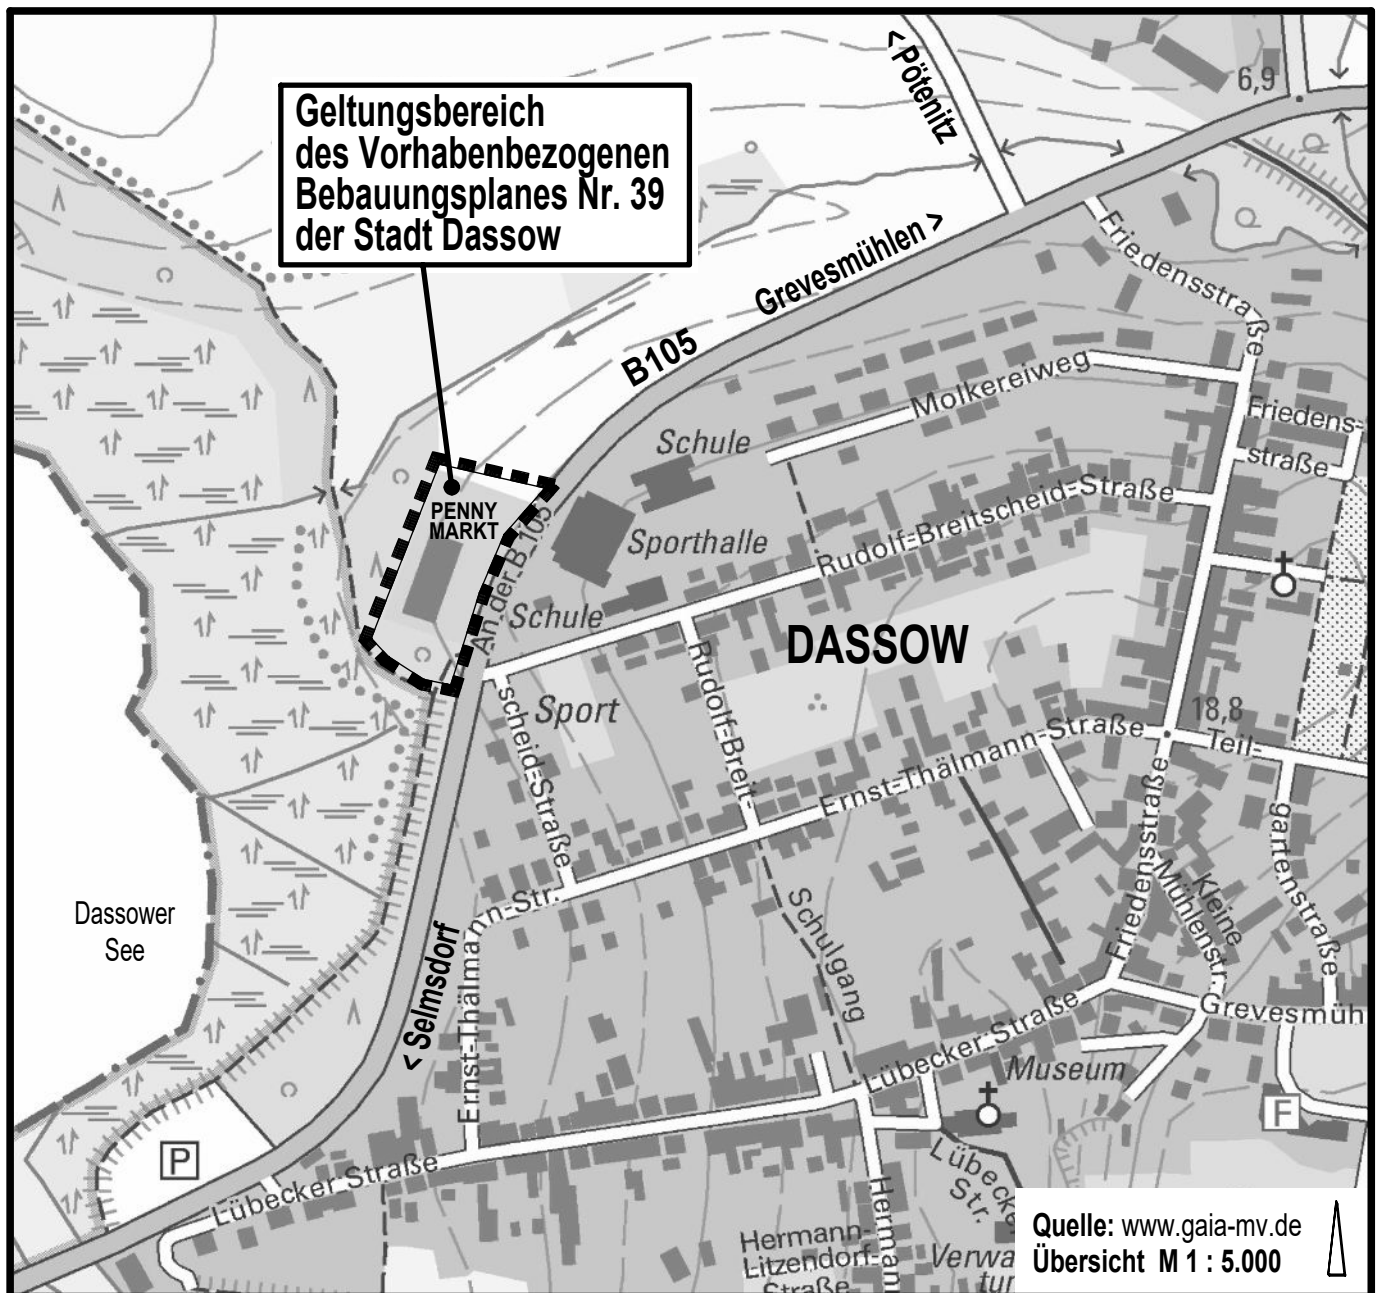 < Pötenitz
6,9
Geltungsbereich
des Vorhabenbezogenen
Bebauungsplanes Nr. 39
der Stadt Dassow
Grevesmühlen >
B105
Friedensstraße
Molkereiweg
Friedens-
straße
Schule
PENNY
MARKT
Sporthalle
Rudolf-Breitscheid-Straße
An der B 105
Schule
DASSOW
Rudolf-Breit-
scheid-Straße
Sport
18,8
Teil-
gartenstraße
Ernst-Thälmann-Straße
Friedensstraße
Kleine
Mühlenstr.
Ernst-Thälmann-Str.
Schulgang
Dassower
See
< Selmsdorf
Grevesmüh
Lübecker Straße
Museum
F
P
Lübecker Straße
Lübecke
Str.
Hermann
Hermann-
Litzendorf-
Straße
Verwa
tur
Quelle: www.gaia-mv.de
Übersicht M 1 : 5.000